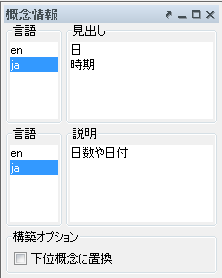 概念情報
言語
見出し
en
日
ja
時期
言語
説明
en
日数や日付
ja
構築オプション
下位概念に置換